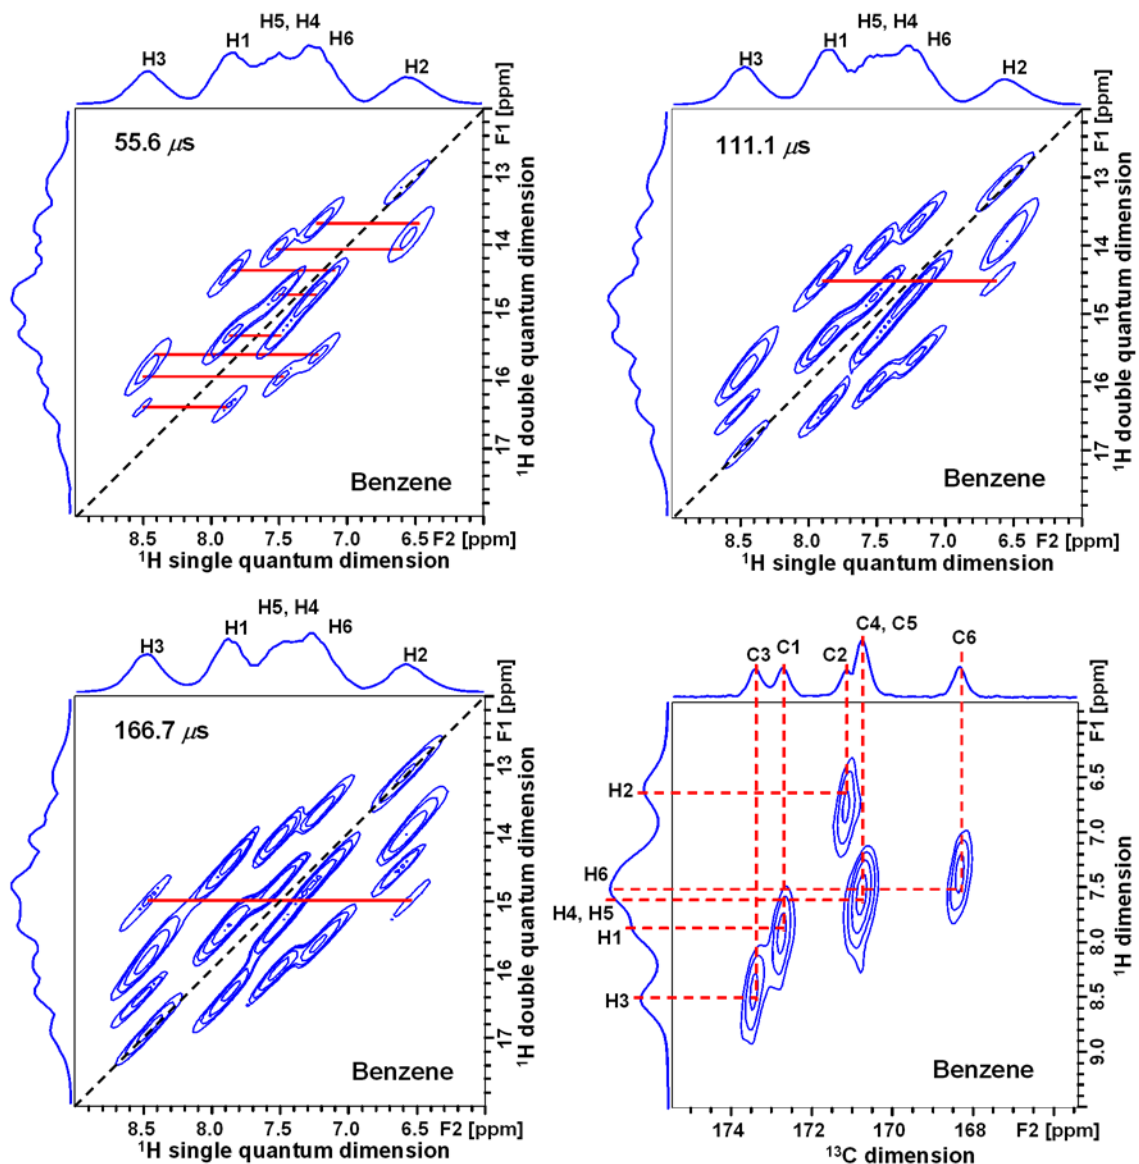 H5, H4
H3
H1
H6
H2
55.6 μs
Benzene
F1 [ppm]
13
14
15
16
17
¹H double quantum dimension
8.5 8.0 7.5 7.0 6.5 F2 [ppm]
¹H single quantum dimension
H5, H4
H3
H1
H6
H2
111.1 μs
Benzene
F1 [ppm]
13
14
15
16
17
¹H double quantum dimension
8.5 8.0 7.5 7.0 6.5 F2 [ppm]
¹H single quantum dimension
H5, H4
H3
H1
H6
H2
166.7 μs
Benzene
F1 [ppm]
13
14
15
16
17
¹H double quantum dimension
8.5 8.0 7.5 7.0 6.5 F2 [ppm]
¹H single quantum dimension
C4, C5
C3
C1
C2
C6
H2
H6
H4, H5
H1
H3
Benzene
F1 [ppm]
6.5
7.0
7.5
8.0
8.5
9.0
¹H dimension
174 172 170 168 F2 [ppm]
¹³C dimension